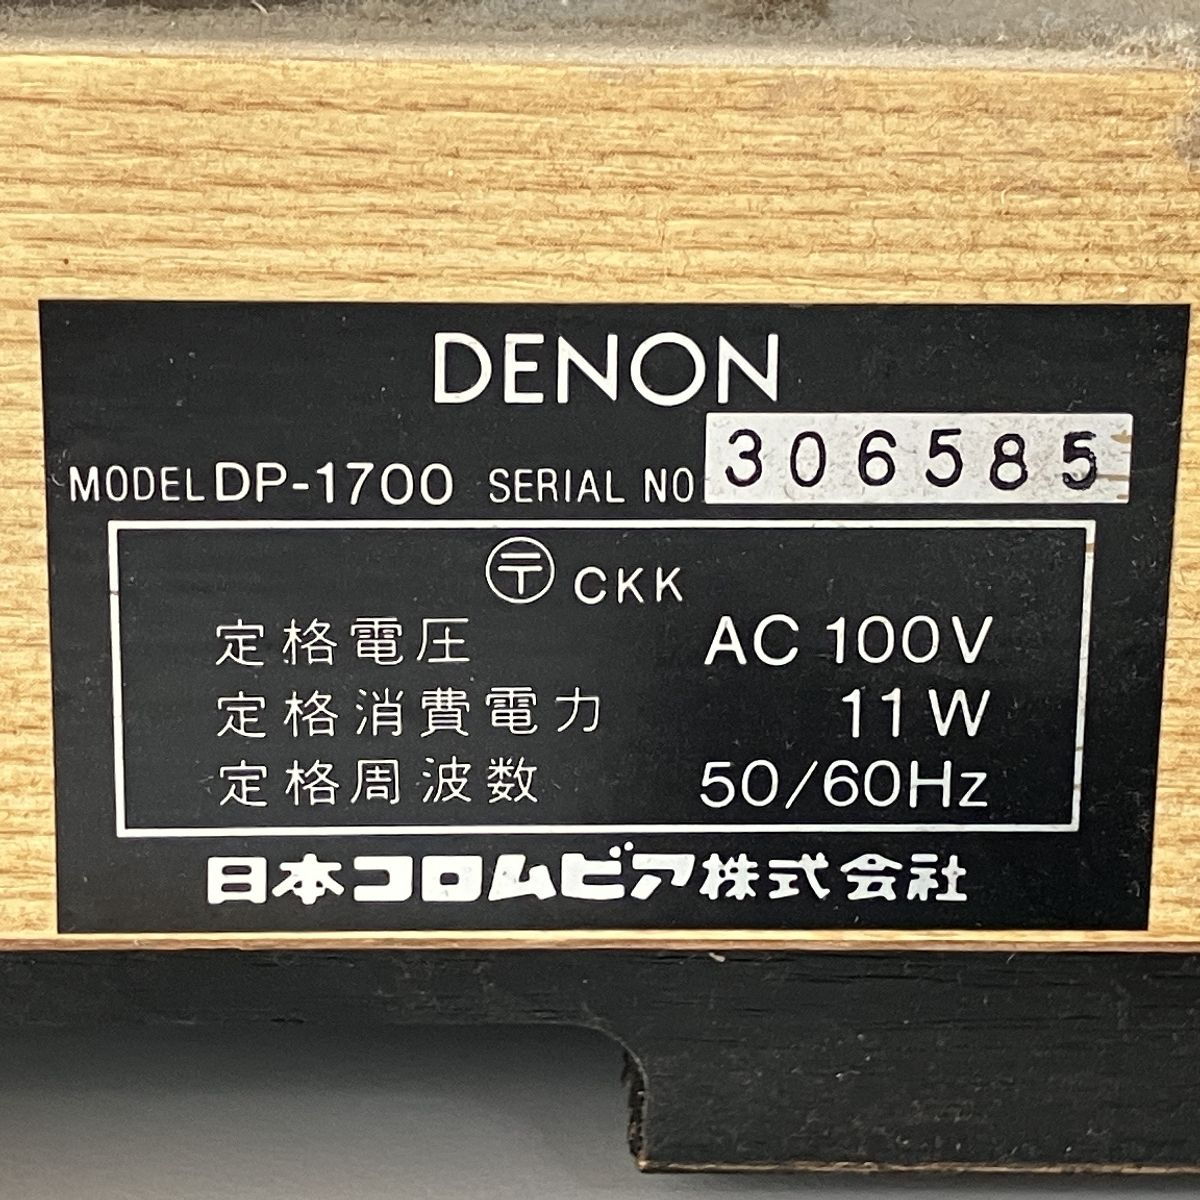 DENON
MODEL DP-1700 SERIAL NO 306585
〒 CKK
定格電圧 AC 100V
定格消費電力 11W
定格周波数 50/60Hz
日本コロムビア株式会社